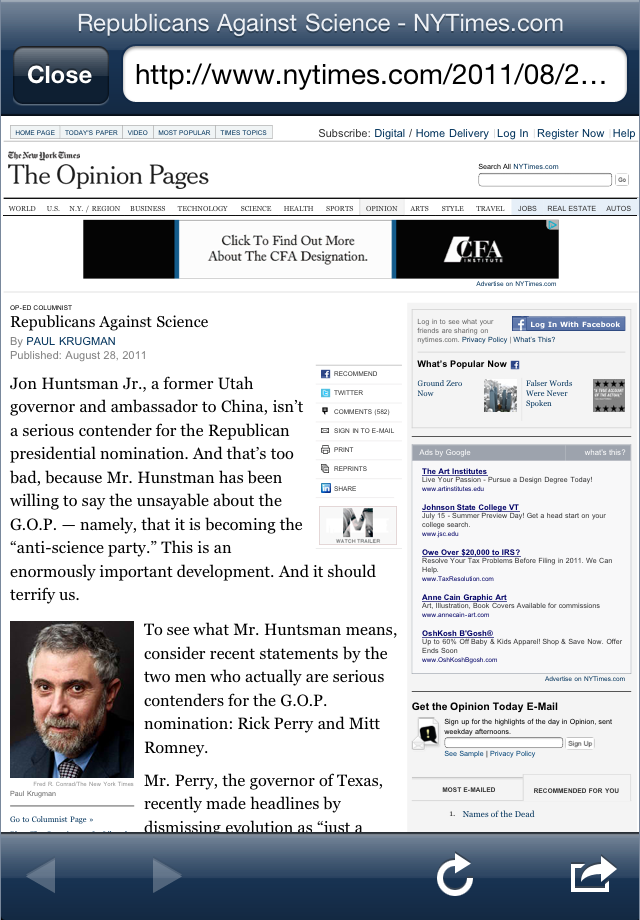 Republicans Against Science - NYTimes.com
Close
http://www.nytimes.com/2011/08/2...
HOME PAGE
TODAY'S PAPER
VIDEO
MOST POPULAR
TIMES TOPICS
Subscribe: Digital / Home Delivery
Log In
Register Now
Help
The New York Times
The Opinion Pages
Search All NYTimes.com
Go
WORLD
U.S.
N.Y. / REGION
BUSINESS
TECHNOLOGY
SCIENCE
HEALTH
SPORTS
OPINION
ARTS
STYLE
TRAVEL
JOBS
REAL ESTATE
AUTOS
Click To Find Out More
About The CFA Designation.
CFA
INSTITUTE
Advertise on NYTimes.com
OP-ED COLUMNIST
Republicans Against Science
By PAUL KRUGMAN
Published: August 28, 2011
Jon Huntsman Jr., a former Utah
governor and ambassador to China, isn't
a serious contender for the Republican
presidential nomination. And that's too
bad, because Mr. Hunstman has been
willing to say the unsayable about the
G.O.P. — namely, that it is becoming the
“anti-science party.” This is an
enormously important development. And it should
terrify us.
RECOMMEND
TWITTER
COMMENTS (582)
SIGN IN TO E-MAIL
PRINT
REPRINTS
SHARE
M
WATCH TRAILER
Fred R. Conrad/The New York Times
Paul Krugman
Go to Columnist Page »
To see what Mr. Huntsman means,
consider recent statements by the
two men who actually are serious
contenders for the G.O.P.
nomination: Rick Perry and Mitt
Romney.
Mr. Perry, the governor of Texas,
recently made headlines by
dismissing evolution as “just a
Log in to see what your
friends are sharing on
nytimes.com. Privacy Policy | What's This?
Log In With Facebook
What's Popular Now
Ground Zero
Now
Falser Words
Were Never
Spoken
Ads by Google
what's this?
The Art Institutes
Live Your Passion - Pursue a Design Degree Today!
www.artinstitutes.edu
Johnson State College VT
July 15 - Summer Preview Day! Get a head start on your
college search.
www.jsc.edu
Owe Over $20,000 to IRS?
Resolve Your Tax Problems Before Filing in 2011. We Can
Help.
www.TaxResolution.com
Anne Cain Graphic Art
Art, Illustration, Book Covers Available for commissions
www.annecain-art.com
OshKosh B'Gosh®
Up to 60% Off Baby & Kids Apparel! Shop & Save Now. Offer
Ends Soon
www.OshKoshBgosh.com
Advertise on NYTimes.com
Get the Opinion Today E-Mail
Sign up for the highlights of the day in Opinion, sent
weekday afternoons.
Sign Up
See Sample | Privacy Policy
MOST E-MAILED
RECOMMENDED FOR YOU
1. Names of the Dead